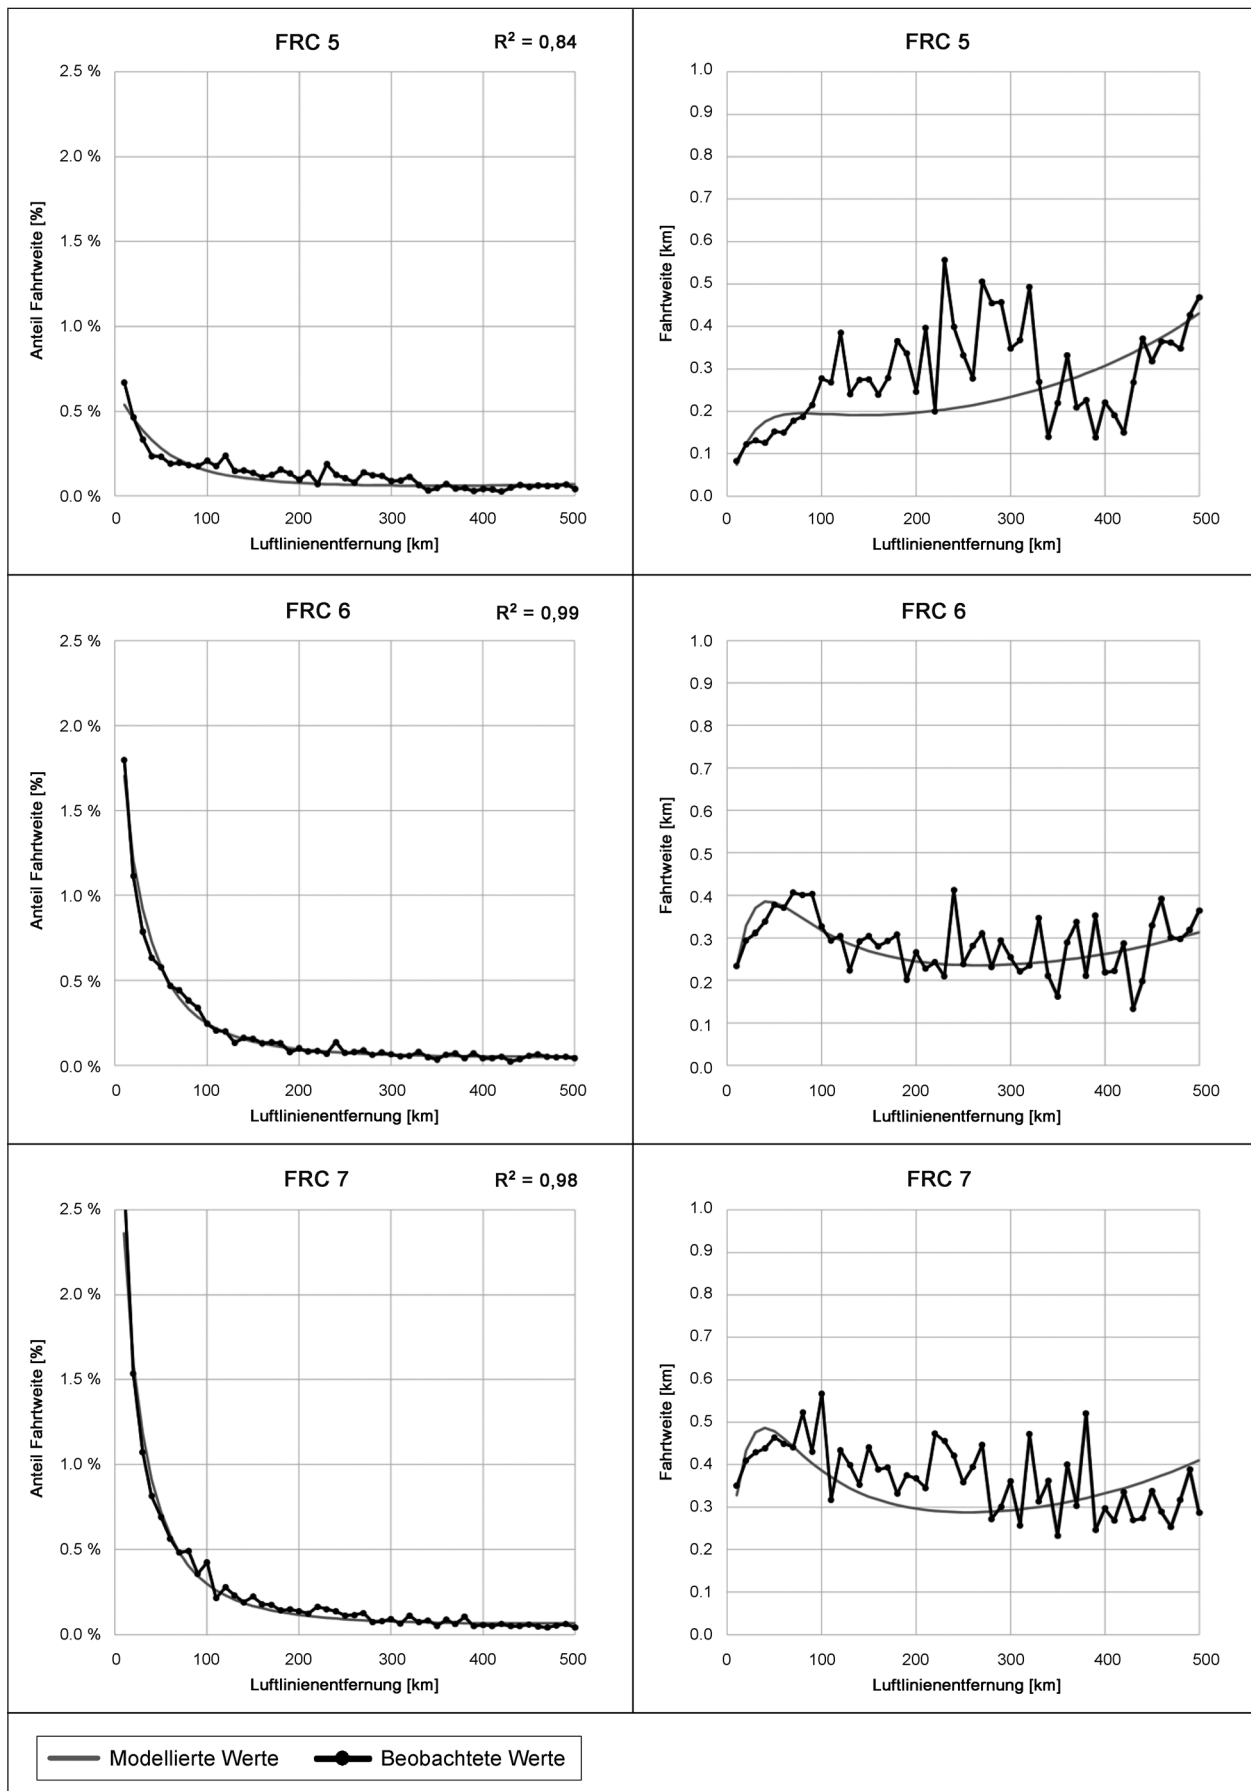 FRC 5
R² = 0,84
2.5 %
2.0 %
1.5 %
1.0 %
0.5 %
0.0 %
Anteil Fahrtweite [%]
0 100 200 300 400 500
Luftlinienentfernung [km]
FRC 5
1.0
0.9
0.8
0.7
0.6
0.5
0.4
0.3
0.2
0.1
0.0
Fahrtweite [km]
0 100 200 300 400 500
Luftlinienentfernung [km]
FRC 6
R² = 0,99
2.5 %
2.0 %
1.5 %
1.0 %
0.5 %
0.0 %
Anteil Fahrtweite [%]
0 100 200 300 400 500
Luftlinienentfernung [km]
FRC 6
1.0
0.9
0.8
0.7
0.6
0.5
0.4
0.3
0.2
0.1
0.0
Fahrtweite [km]
0 100 200 300 400 500
Luftlinienentfernung [km]
FRC 7
R² = 0,98
2.5 %
2.0 %
1.5 %
1.0 %
0.5 %
0.0 %
Anteil Fahrtweite [%]
0 100 200 300 400 500
Luftlinienentfernung [km]
FRC 7
1.0
0.9
0.8
0.7
0.6
0.5
0.4
0.3
0.2
0.1
0.0
Fahrtweite [km]
0 100 200 300 400 500
Luftlinienentfernung [km]
Modellierte Werte
Beobachtete Werte